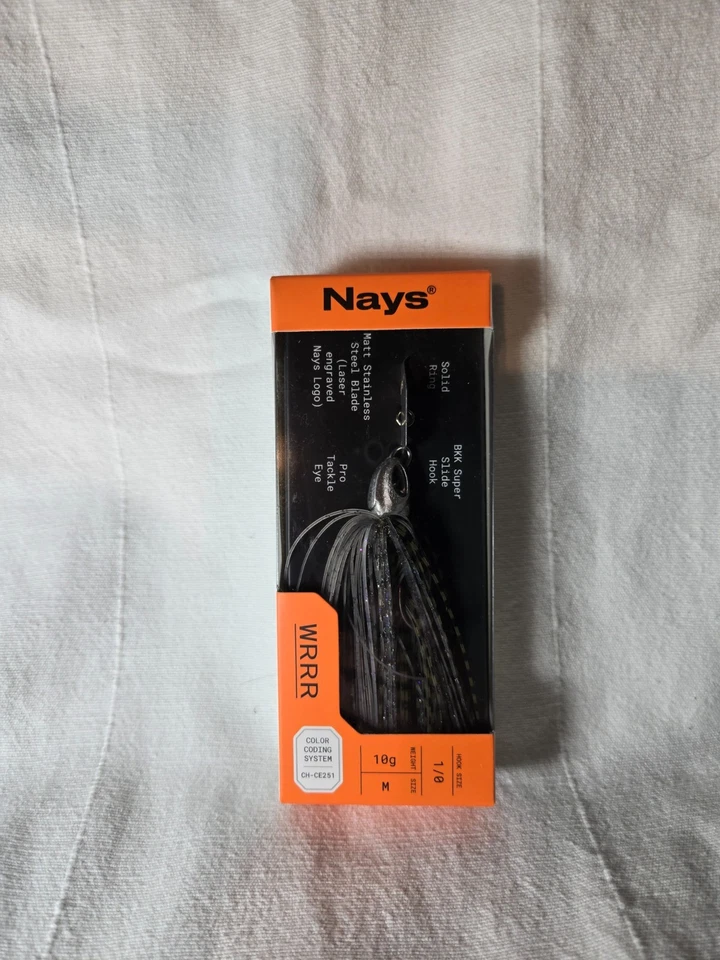 Nays®
Matt Stainless
Steel Blade
(Laser
engraved
Nays Logo)
Solid
Ring
Pro
Tackle
Eye
BKK Super
Slide
Hook
WRRR
COLOR
CODING
SYSTEM
CH-CE251
10g
WEIGHT
M
SIZE
1/0
HOOK SIZE